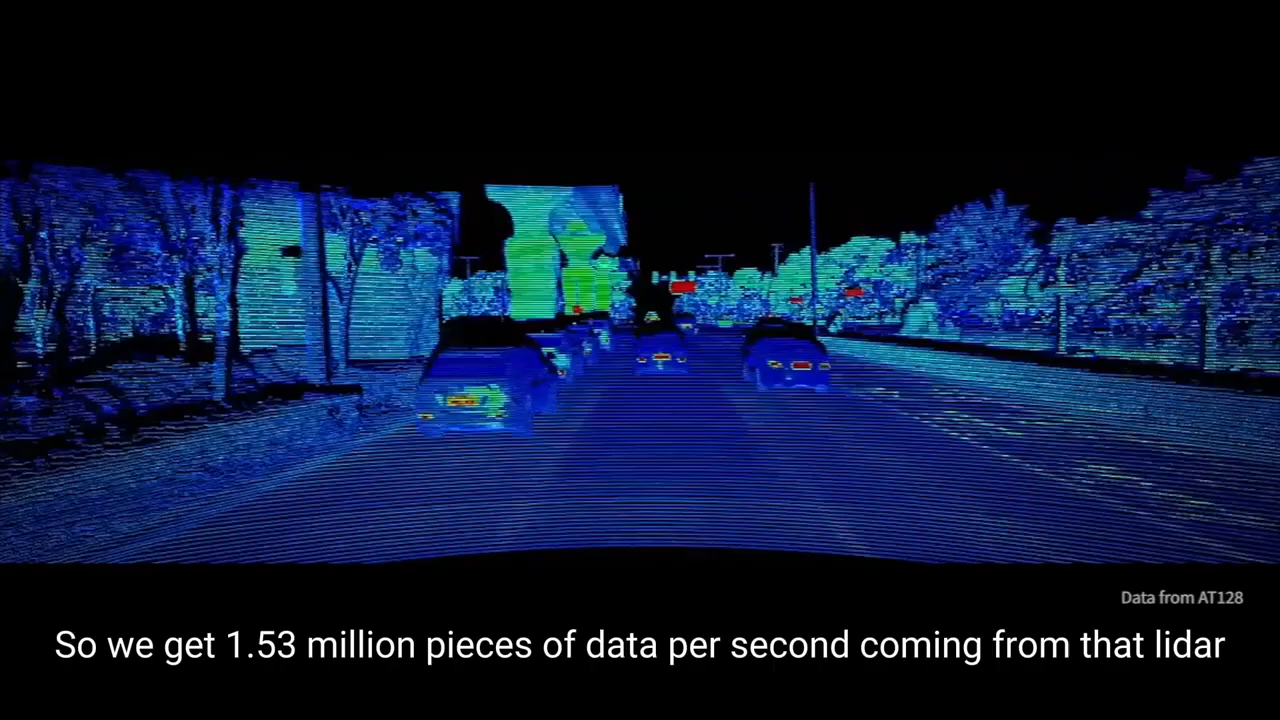 Data from AT128
So we get 1.53 million pieces of data per second coming from that lidar